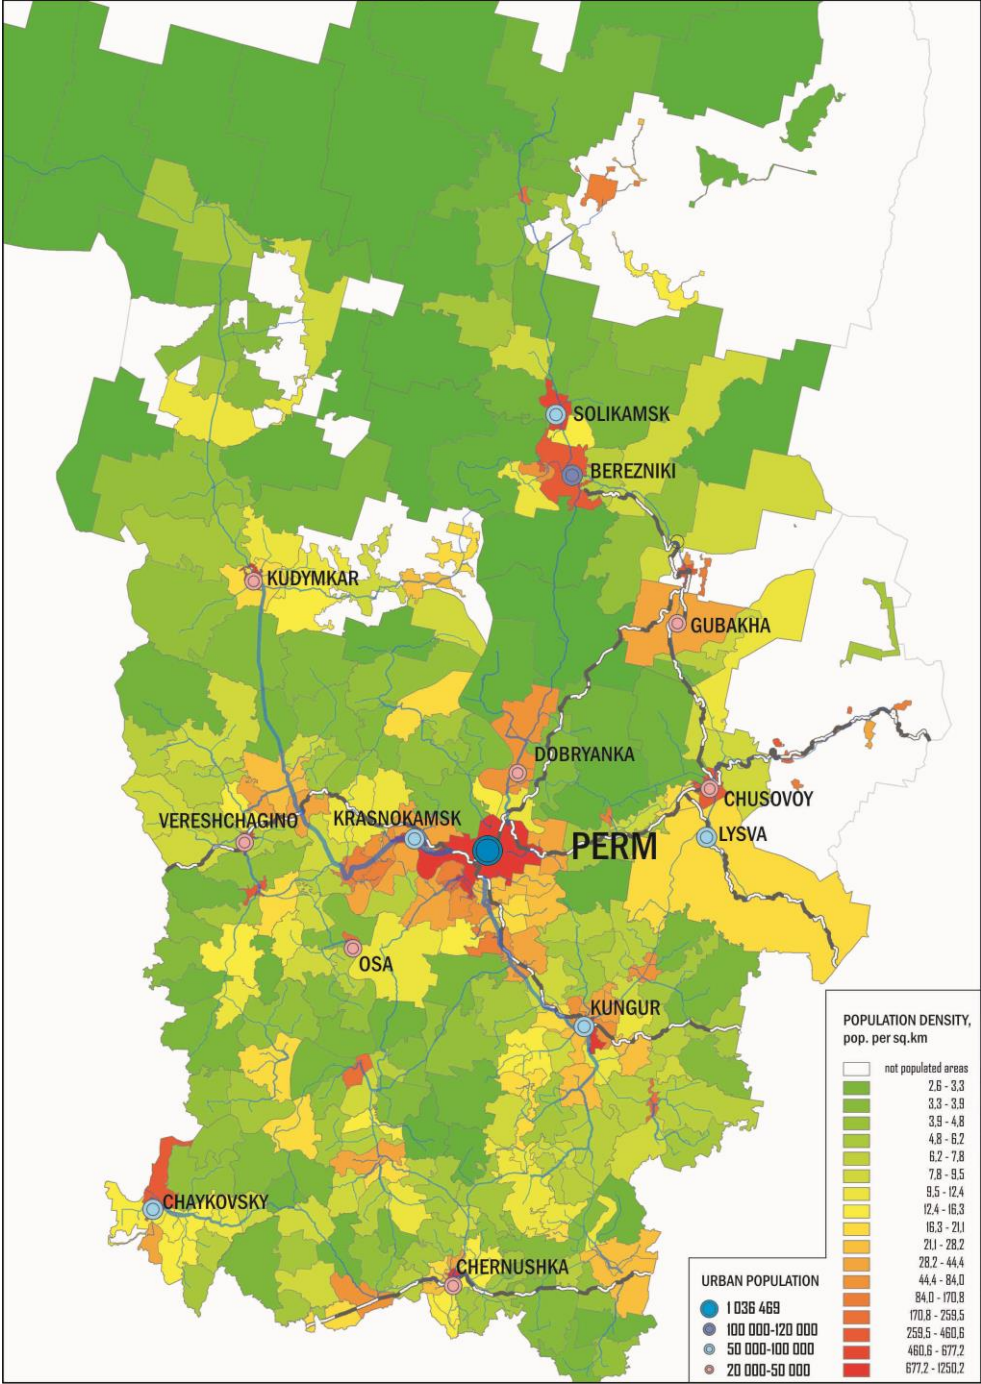 SOLIKAMSK
BEREZNIKI
KUDYMKAR
GUBAKHA
DOBRYANKA
CHUSOVOY
VERESHCHAGINO
KRASNOKAMSK
PERM
LYSVA
OSA
KUNGUR
CHAYKOVSKY
CHERNUSHKA
POPULATION DENSITY,
pop. per sq.km
not populated areas
2,6 - 3,3
3,3 - 3,9
3,9 - 4,8
4,8 - 6,2
6,2 - 7,8
7,8 - 9,5
9,5 - 12,4
12,4 - 16,3
16,3 - 21,1
21,1 - 28,2
28,2 - 44,4
44,4 - 84,0
84,0 - 170,8
170,8 - 259,5
259,5 - 460,6
460,6 - 677,2
677,2 - 1250,2
URBAN POPULATION
1 036 469
100 000-120 000
50 000-100 000
20 000-50 000